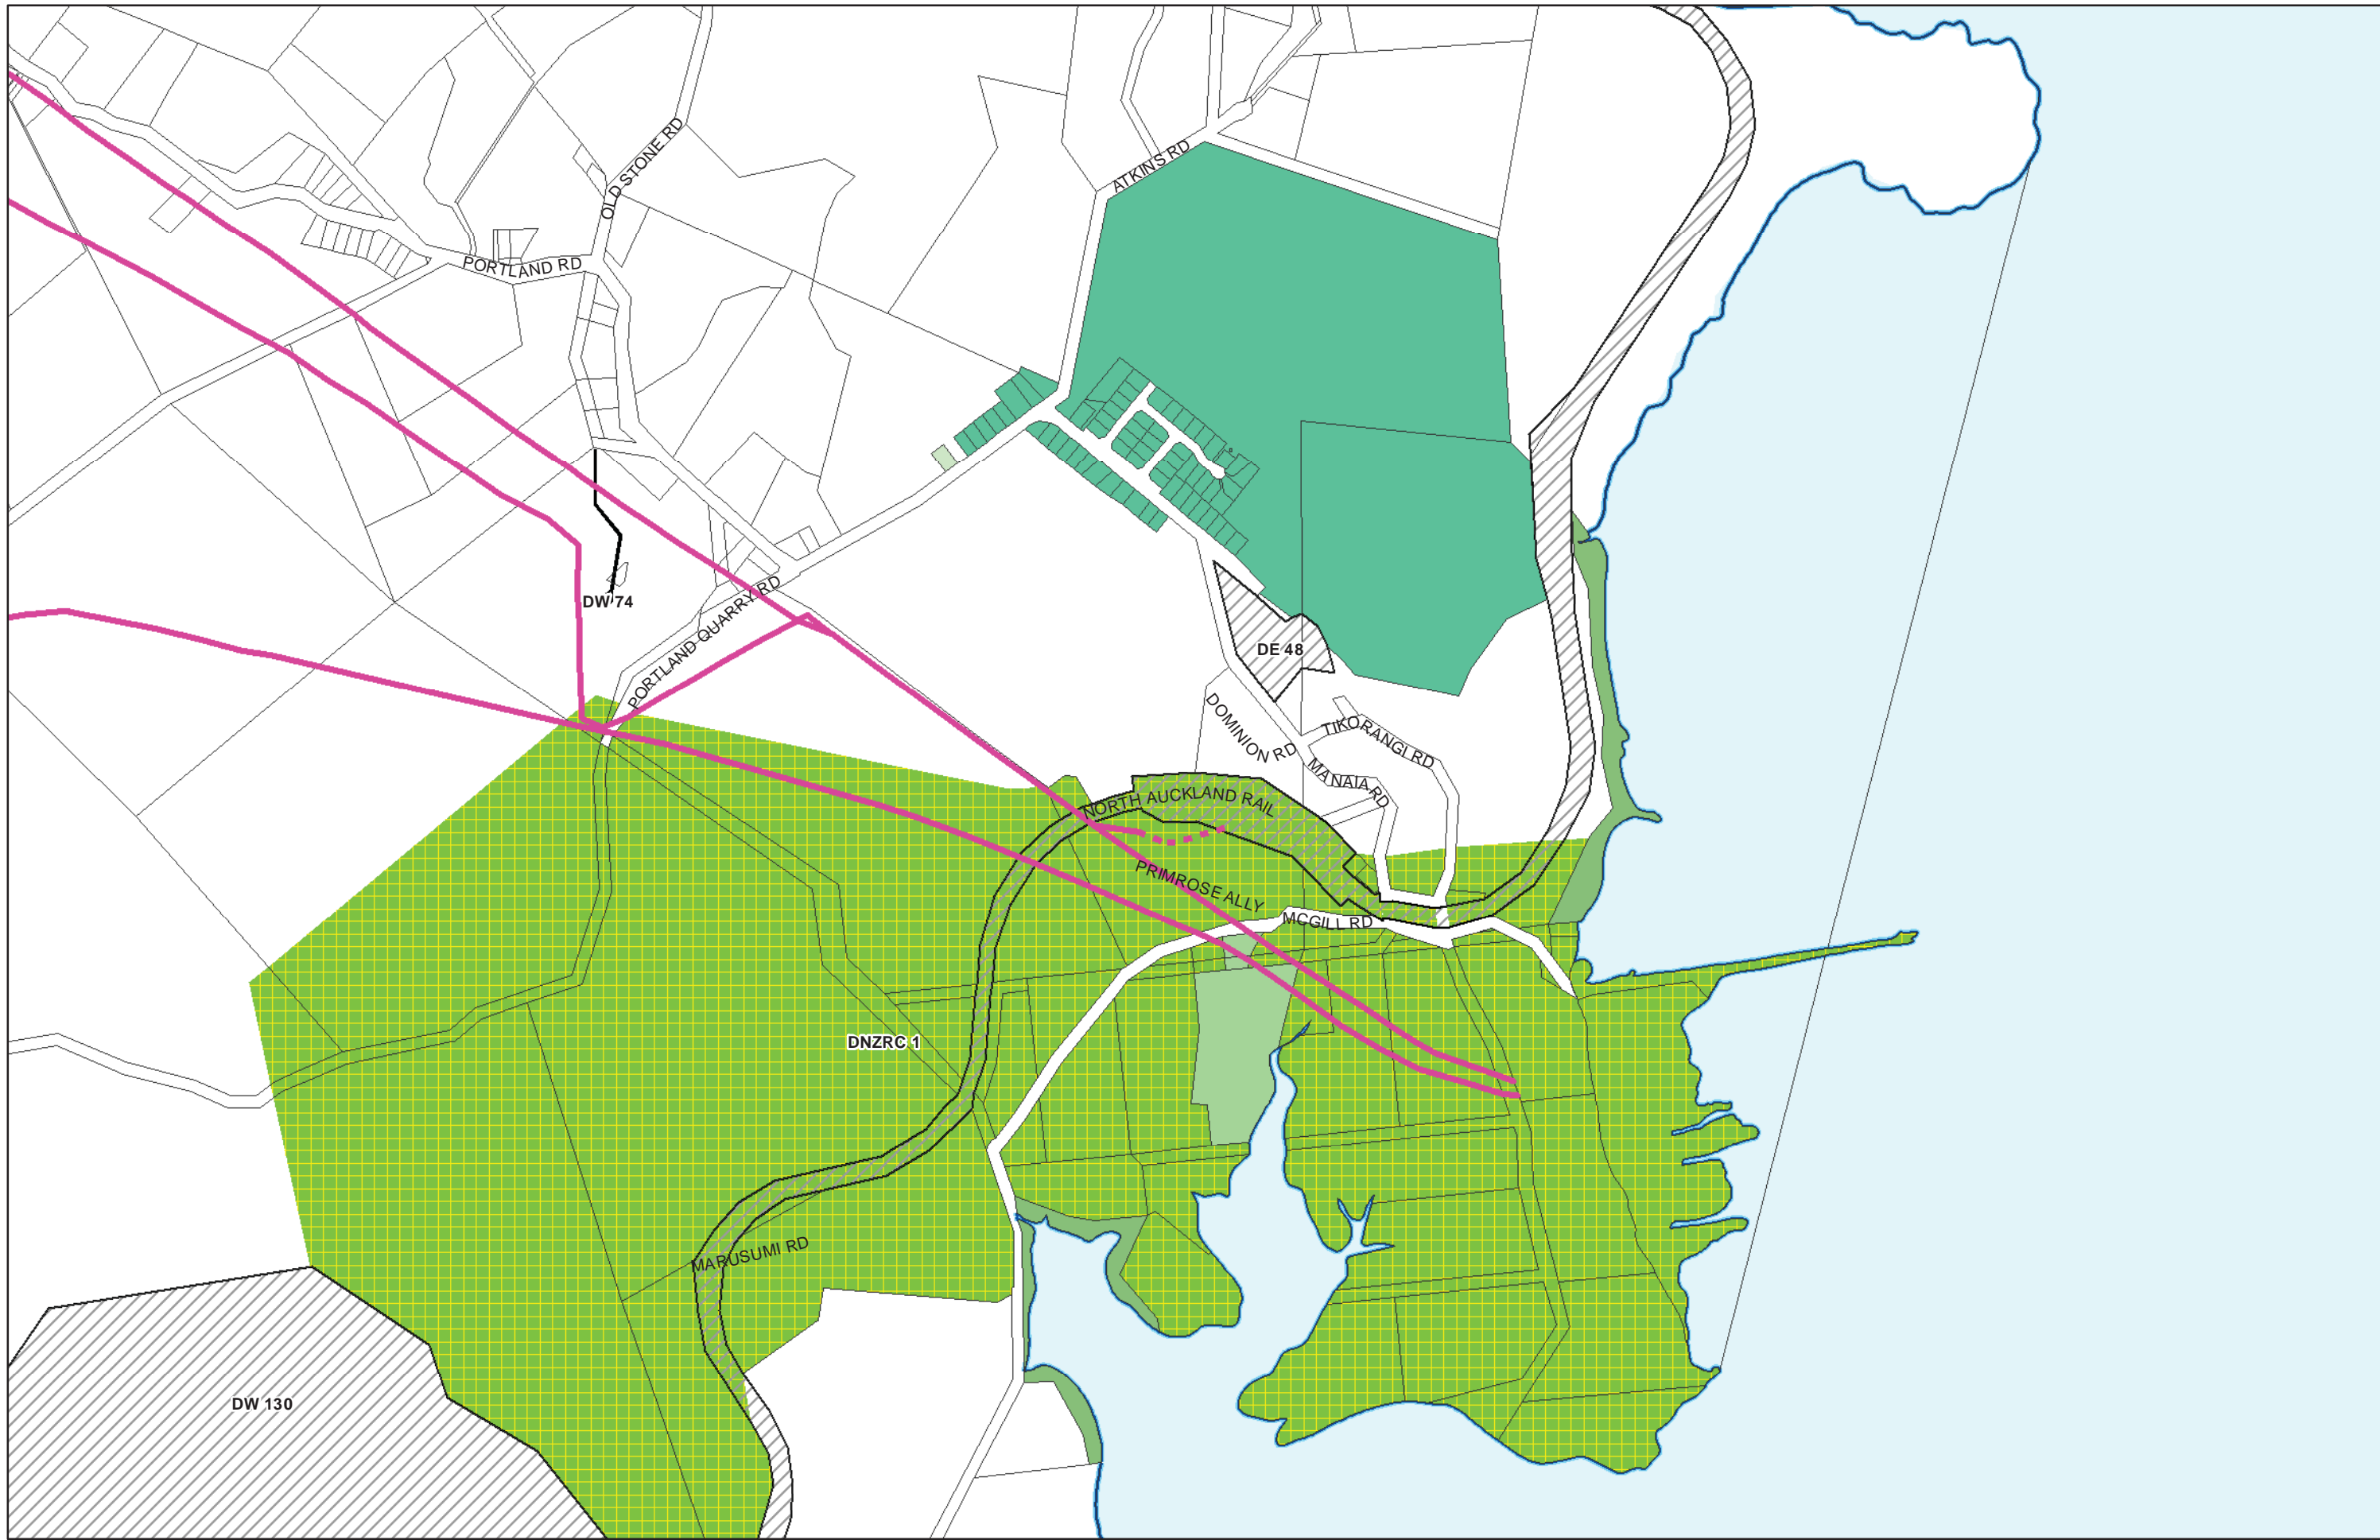 OLD STONE RD
ATKINS RD
PORTLAND RD
DW 74
PORTLAND QUARRY RD
DE 48
DOMINION RD
TIKORANGI RD
MANAIA RD
NORTH AUCKLAND RAIL
PRIMROSE ALLY
MCGILL RD
DNZRC 1
MARUSUMI RD
DW 130